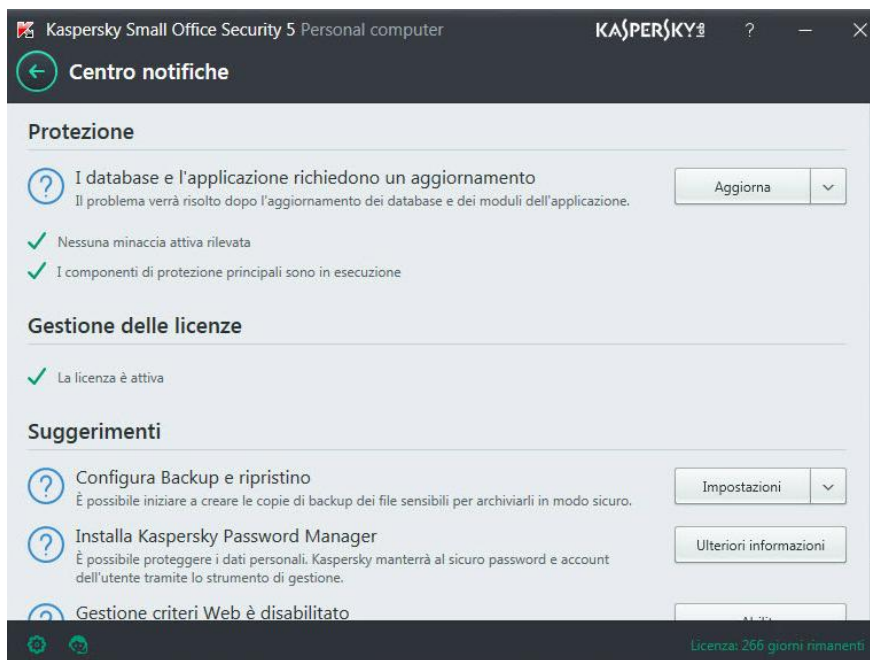 Kaspersky Small Office Security 5 Personal computer
KASPERSKY lab ? – ×
Centro notifiche
Protezione
I database e l'applicazione richiedono un aggiornamento
Il problema verrà risolto dopo l'aggiornamento dei database e dei moduli dell'applicazione.
Aggiorna
Nessuna minaccia attiva rilevata
I componenti di protezione principali sono in esecuzione
Gestione delle licenze
La licenza è attiva
Suggerimenti
Configura Backup e ripristino
È possibile iniziare a creare le copie di backup dei file sensibili per archiviarli in modo sicuro.
Impostazioni
Installa Kaspersky Password Manager
È possibile proteggere i dati personali. Kaspersky manterrà al sicuro password e account
dell'utente tramite lo strumento di gestione.
Ulteriori informazioni
Gestione criteri Web è disabilitato
Licenza: 266 giorni rimanenti